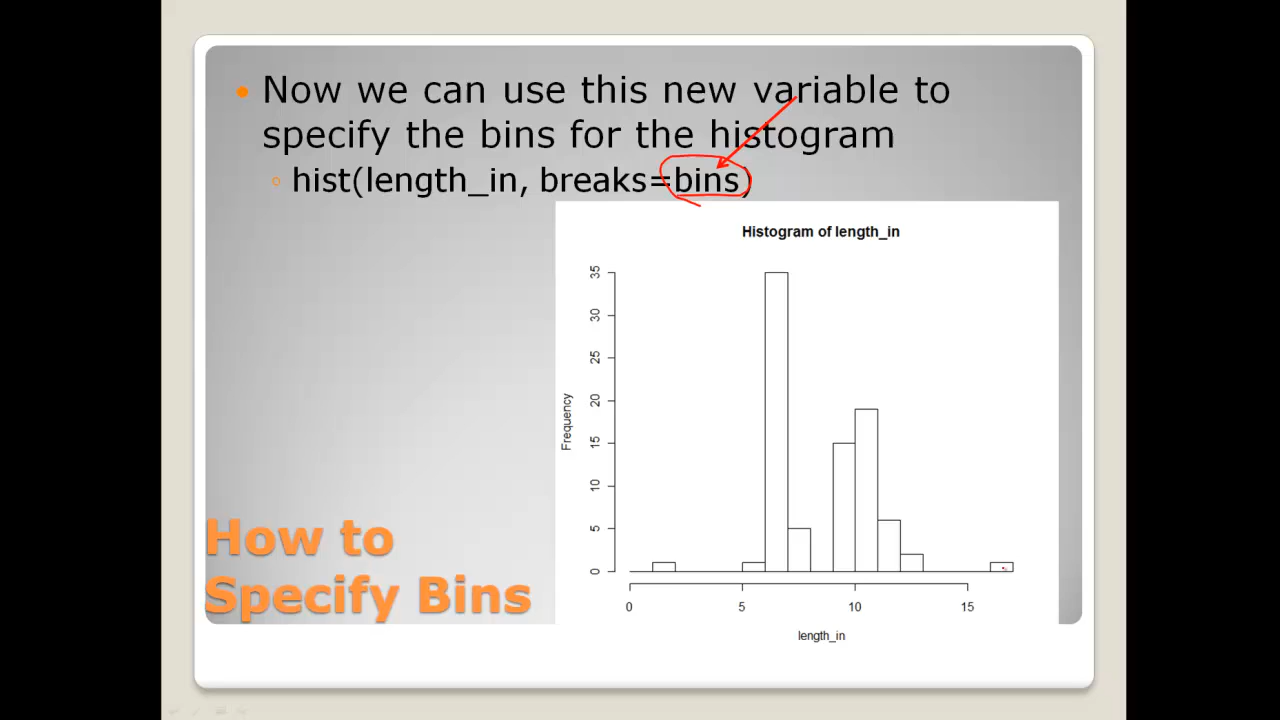 Now we can use this new variable to
specify the bins for the histogram
hist(length_in, breaks=bins)
Histogram of length_in
Frequency
35
30
25
20
15
10
5
0
0 5 10 15
length_in
How to
Specify Bins